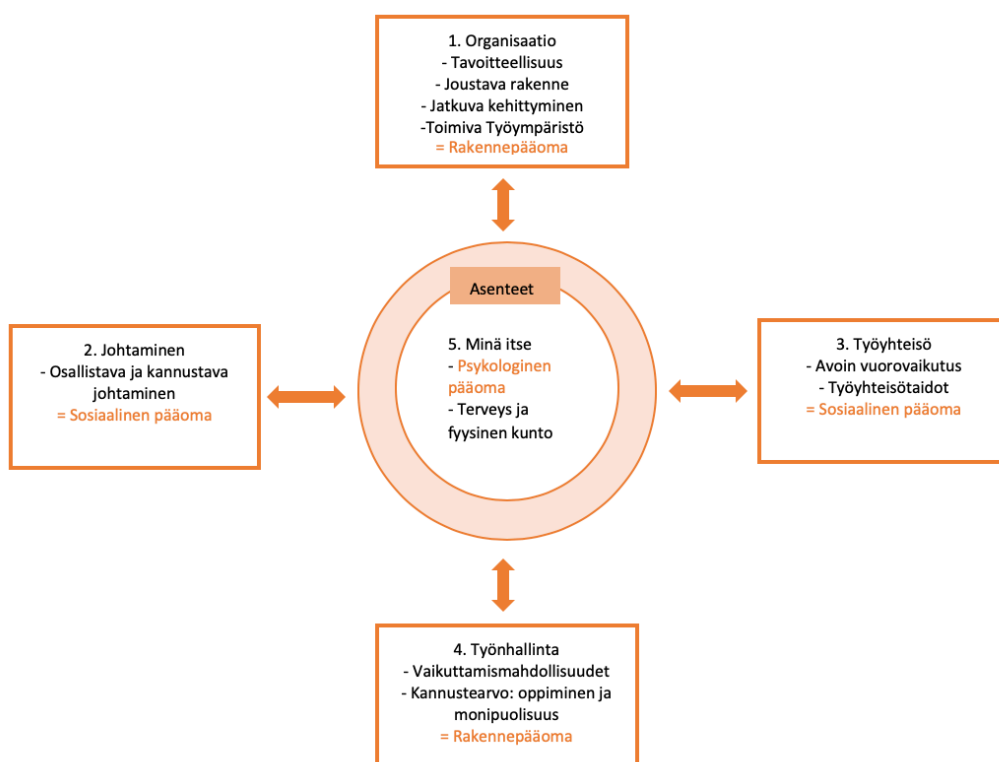 1. Organisaatio
- Tavoitteellisuus
- Joustava rakenne
- Jatkuva kehittyminen
-Toimiva Työympäristö
= Rakennepääoma
Asenteet
2. Johtaminen
- Osallistava ja kannustava
johtaminen
= Sosiaalinen pääoma
5. Minä itse
- Psykologinen
pääoma
- Terveys ja
fyysinen kunto
3. Työyhteisö
- Avoin vuorovaikutus
- Työyhteisötaidot
= Sosiaalinen pääoma
4. Työnhallinta
- Vaikuttamismahdollisuudet
- Kannustearvo: oppiminen ja
monipuolisuus
= Rakennepääoma